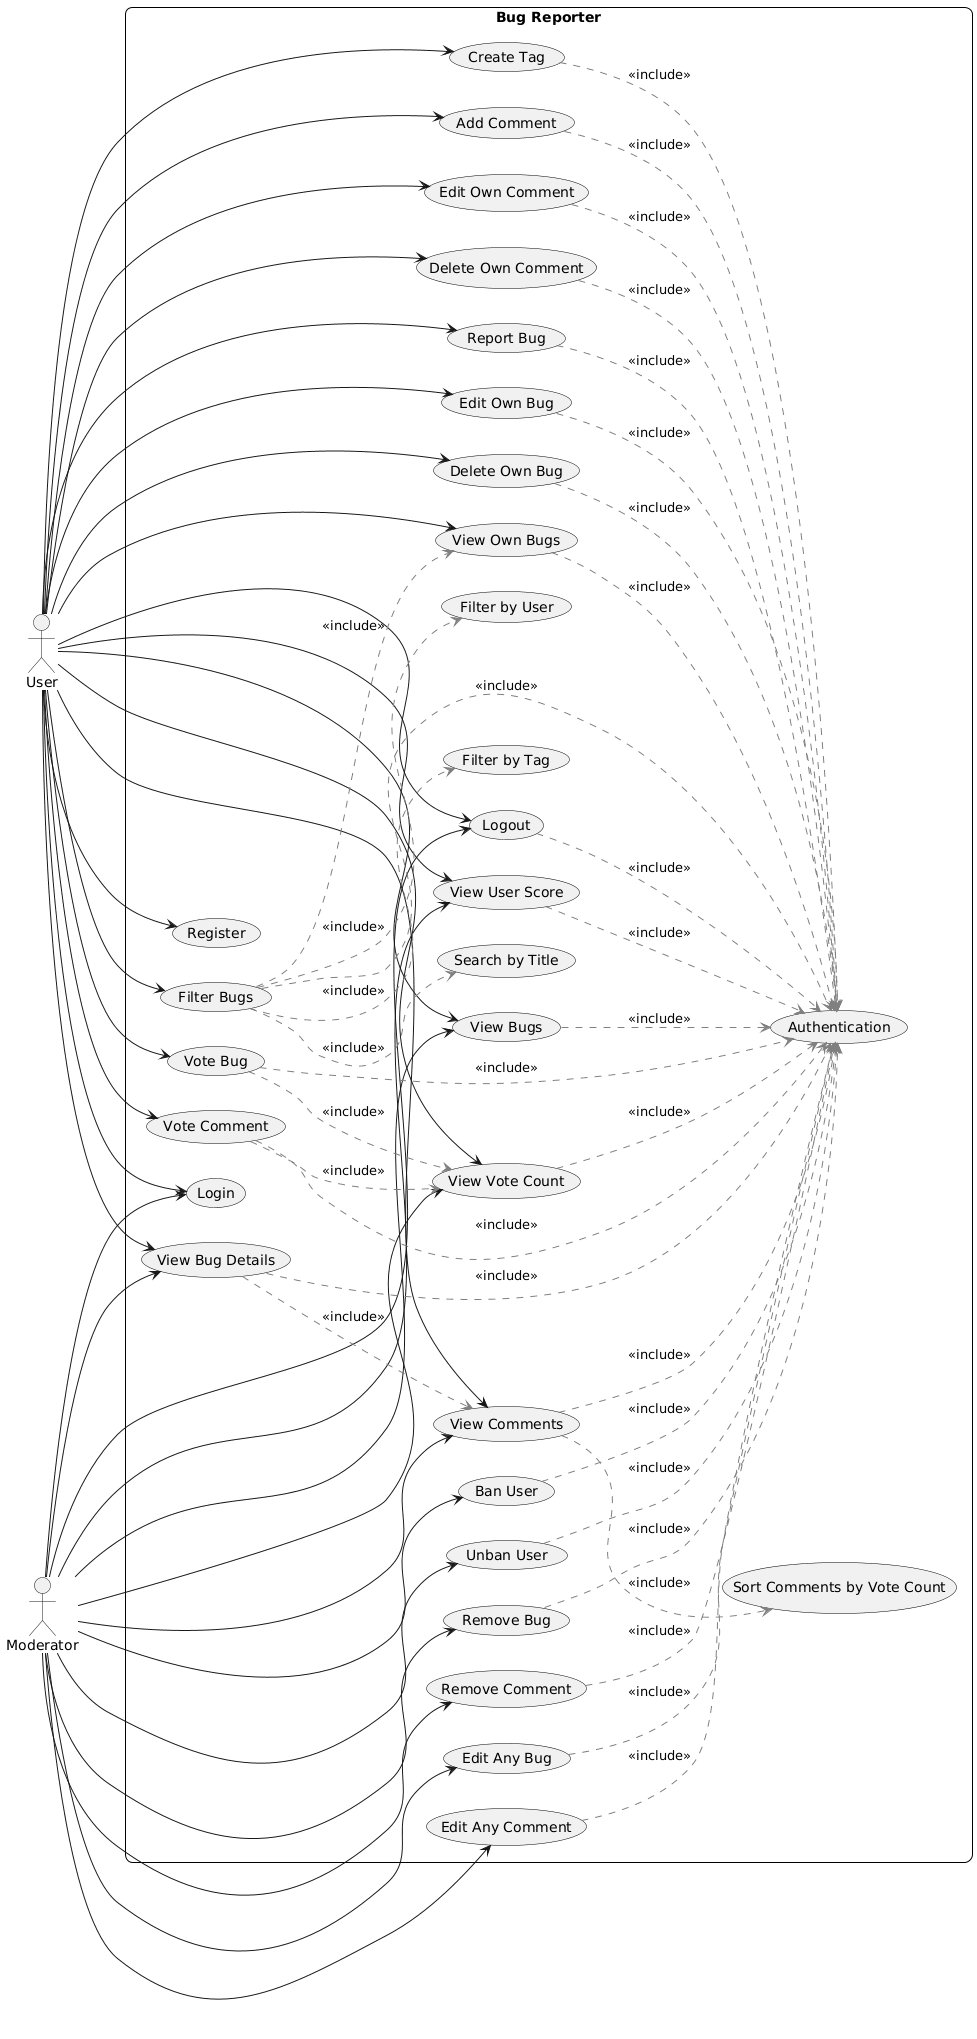 Bug Reporter
Create Tag
«include»
Add Comment
«include»
Edit Own Comment
«include»
Delete Own Comment
«include»
Report Bug
«include»
Edit Own Bug
«include»
Delete Own Bug
«include»
View Own Bugs
«include»
Filter by User
«include»
User
«include»
Filter by Tag
Logout
«include»
View User Score
«include»
Register
«include»
Search by Title
Filter Bugs
«include»
View Bugs
«include»
Authentication
«include»
Vote Bug
«include»
«include»
Vote Comment
«include»
View Vote Count
Login
«include»
View Bug Details
«include»
«include»
«include»
View Comments
«include»
Ban User
«include»
Unban User
«include»
«include»
Sort Comments by Vote Count
Remove Bug
«include»
Moderator
Remove Comment
«include»
Edit Any Bug
«include»
Edit Any Comment